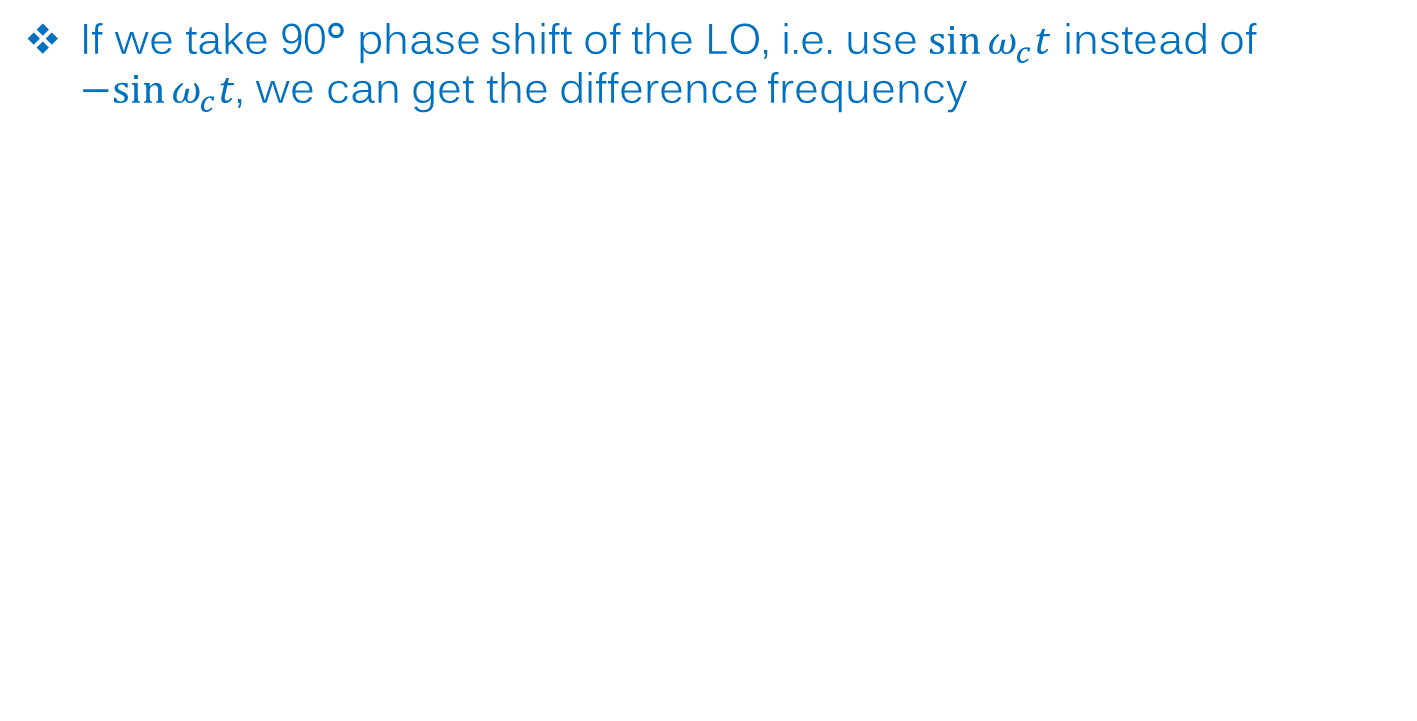 ❖ If we take 90° phase shift of the LO, i.e. use sin ω_c t instead of
−sin ω_c t, we can get the difference frequency